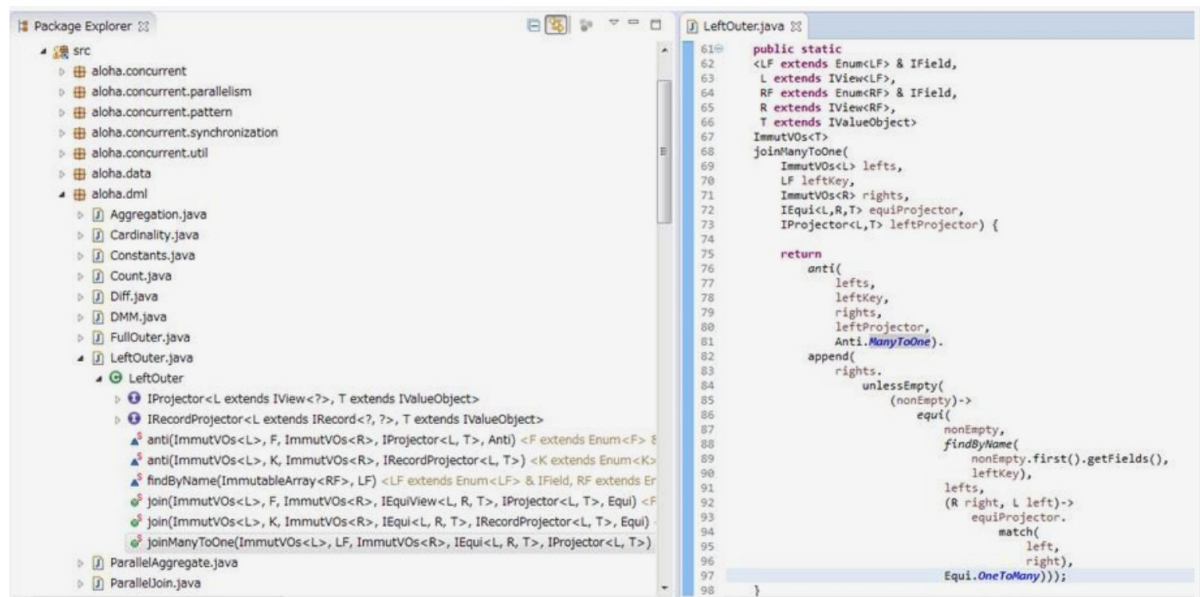 Package Explorer
src
aloha.concurrent
aloha.concurrent.parallelism
aloha.concurrent.pattern
aloha.concurrent.synchronization
aloha.concurrent.util
aloha.data
aloha.dml
Aggregation.java
Cardinality.java
Constants.java
Count.java
Diff.java
DMM.java
FullOuter.java
LeftOuter.java
LeftOuter
IProjector<L extends IView<?>, T extends IValueObject>
IRecordProjector<L extends IRecord<?, ?>, T extends IValueObject>
anti(ImmutVOs<L>, F, ImmutVOs<R>, IProjector<L, T>, Anti) <F extends Enum<F> &
anti(ImmutVOs<L>, K, ImmutVOs<R>, IRecordProjector<L, T>) <K extends Enum<K>
findByName(ImmutableArray<RF>, LF) <LF extends Enum<LF> & IField, RF extends Er
join(ImmutVOs<L>, F, ImmutVOs<R>, IEquiView<L, R, T>, IProjector<L, T>, Equi) <F
join(ImmutVOs<L>, K, ImmutVOs<R>, IEqui<L, R, T>, IRecordProjector<L, T>, Equi)
joinManyToOne(ImmutVOs<L>, LF, ImmutVOs<R>, IEqui<L, R, T>, IProjector<L, T>)
ParallelAggregate.java
ParallelJoin.java
LeftOuter.java
61 public static
62 <LF extends Enum<LF> & IField,
63 L extends IView<LF>,
64 RF extends Enum<RF> & IField,
65 R extends IView<RF>,
66 T extends IValueObject>
67 ImmutVOs<T>
68 joinManyToOne(
69 ImmutVOs<L> lefts,
70 LF leftKey,
71 ImmutVOs<R> rights,
72 IEqui<L,R,T> equiProjector,
73 IProjector<L,T> leftProjector) {
74
75 return
76 anti(
77 lefts,
78 leftKey,
79 rights,
80 leftProjector,
81 Anti.ManyToOne).
82 append(
83 rights.
84 unlessEmpty(
85 (nonEmpty)->
86 equi(
87 nonEmpty,
88 findByName(
89 nonEmpty.first().getFields(),
90 leftKey),
91 lefts,
92 (R right, L left)->
93 equiProjector.
94 match(
95 left,
96 right),
97 Equi.OneToMany)));
98 }